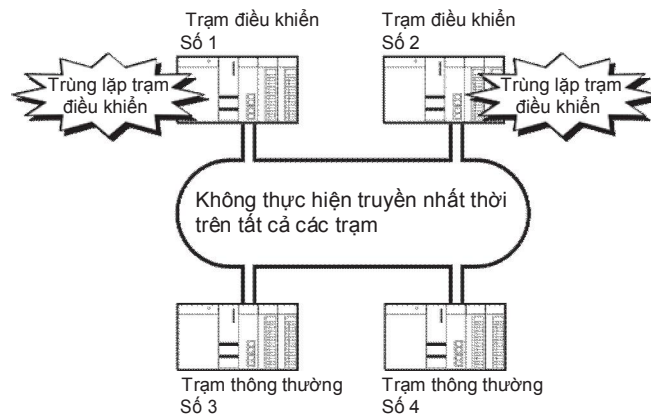 Trạm điều khiển
Số 1
Trạm điều khiển
Số 2
Trùng lặp trạm
điều khiển
Trùng lặp trạm
điều khiển
Không thực hiện truyền nhất thời
trên tất cả các trạm
Trạm thông thường
Số 3
Trạm thông thường
Số 4